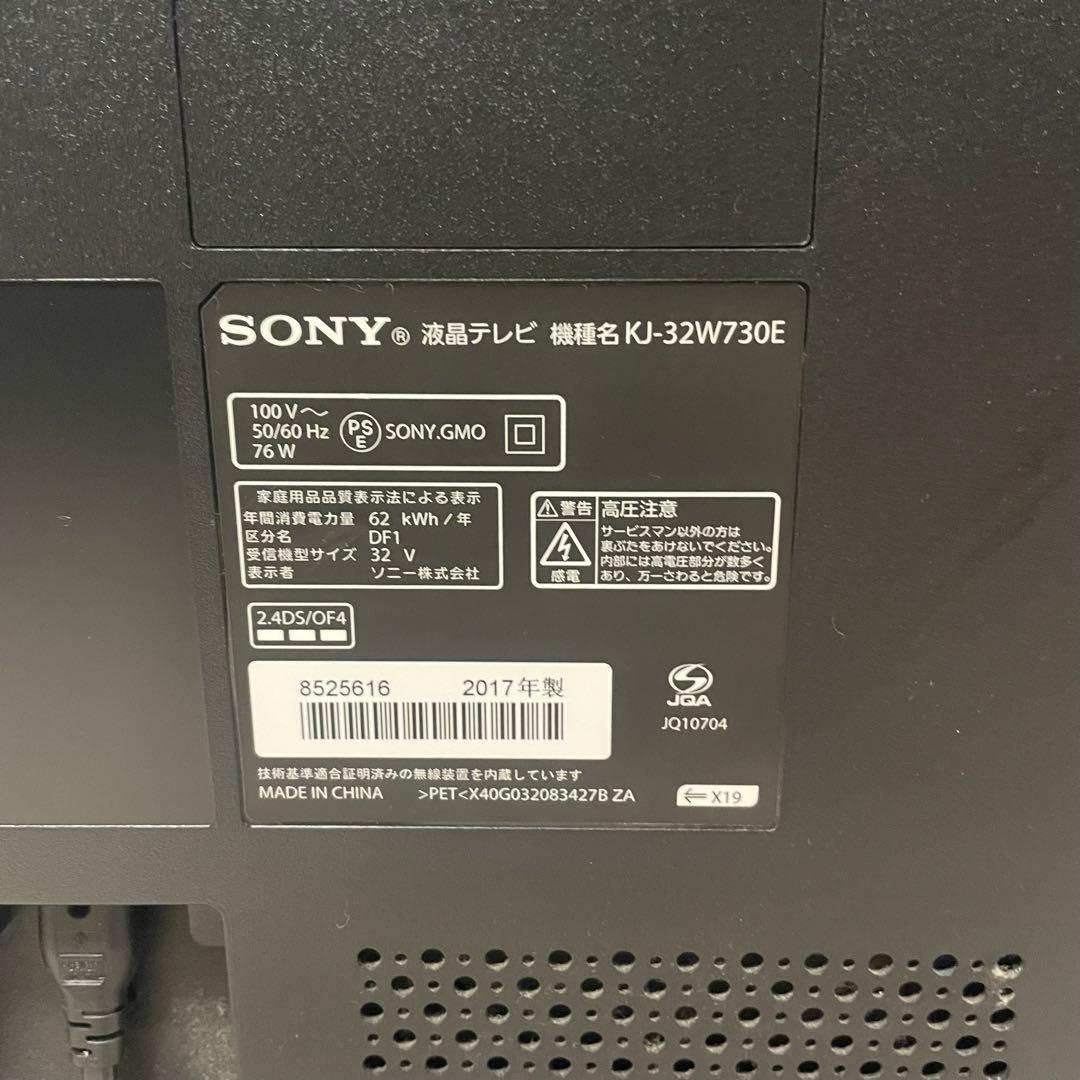 SONY® 液晶テレビ 機種名 KJ-32W730E
100 V～
50/60 Hz
76 W
PSE SONY.GMO
家庭用品品質表示法による表示
年間消費電力量 62 kWh/年
区分名 DF1
受信機型サイズ 32 V
表示者 ソニー株式会社
警告 高圧注意
サービスマン以外の方は
裏ぶたをあけないでください。
内部には高電圧部分が数多く
あり、万一さわると危険です。
感電
2.4DS/OF4
8525616 2017年製
JQA
JQ10704
技術基準適合証明済みの無線装置を内蔵しています
MADE IN CHINA >PET<X40G032083427B ZA
⇐ X19